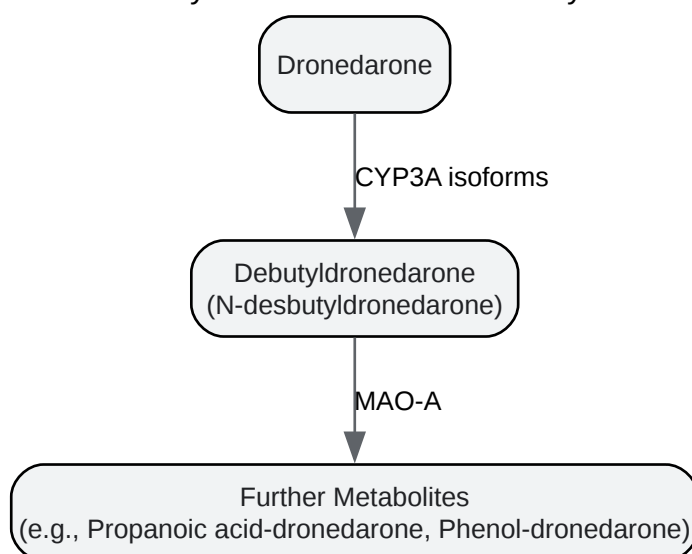 Dronedarone
CYP3A isoforms
Debutyldronedarone
(N-desbutyldronedarone)
MAO-A
Further Metabolites
(e.g., Propanoic acid-dronedarone, Phenol-dronedarone)